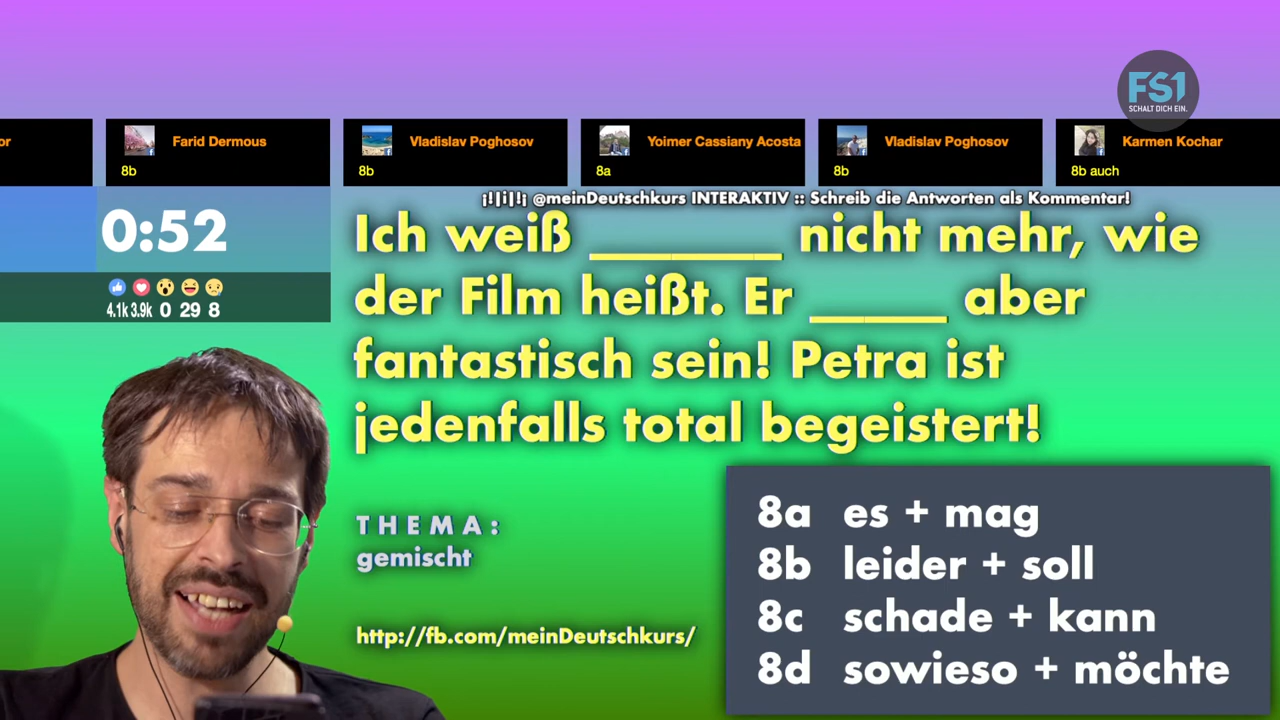 FS1
SCHALT DICH EIN.
or
Farid Dermous
8b
Vladislav Poghosov
8b
Yoimer Cassiany Acosta
8a
Vladislav Poghosov
8b
Karmen Kochar
8b auch
¡!|i|!¡ @meinDeutschkurs INTERAKTIV :: Schreib die Antworten als Kommentar!
0:52
4.1k 3.9k 0 29 8
Ich weiß ________ nicht mehr, wie
der Film heißt. Er ______ aber
fantastisch sein! Petra ist
jedenfalls total begeistert!
THEMA:
gemischt
http://fb.com/meinDeutschkurs/
8a es + mag
8b leider + soll
8c schade + kann
8d sowieso + möchte